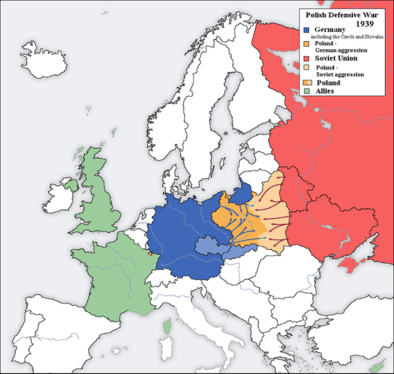 Polish Defensive War
1939
Germany
including the Czech and Slovakia
Poland -
German aggression
Soviet Union
Poland -
Soviet aggression
Poland
Allies